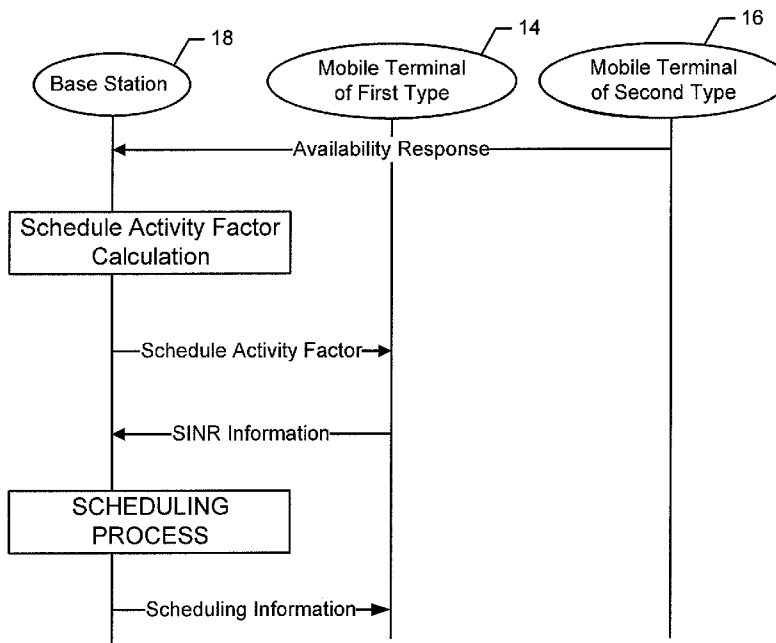 18
14
16
Base Station
Mobile Terminal
of First Type
Mobile Terminal
of Second Type
Availability Response
Schedule Activity Factor
Calculation
Schedule Activity Factor
SINR Information
SCHEDULING
PROCESS
Scheduling Information